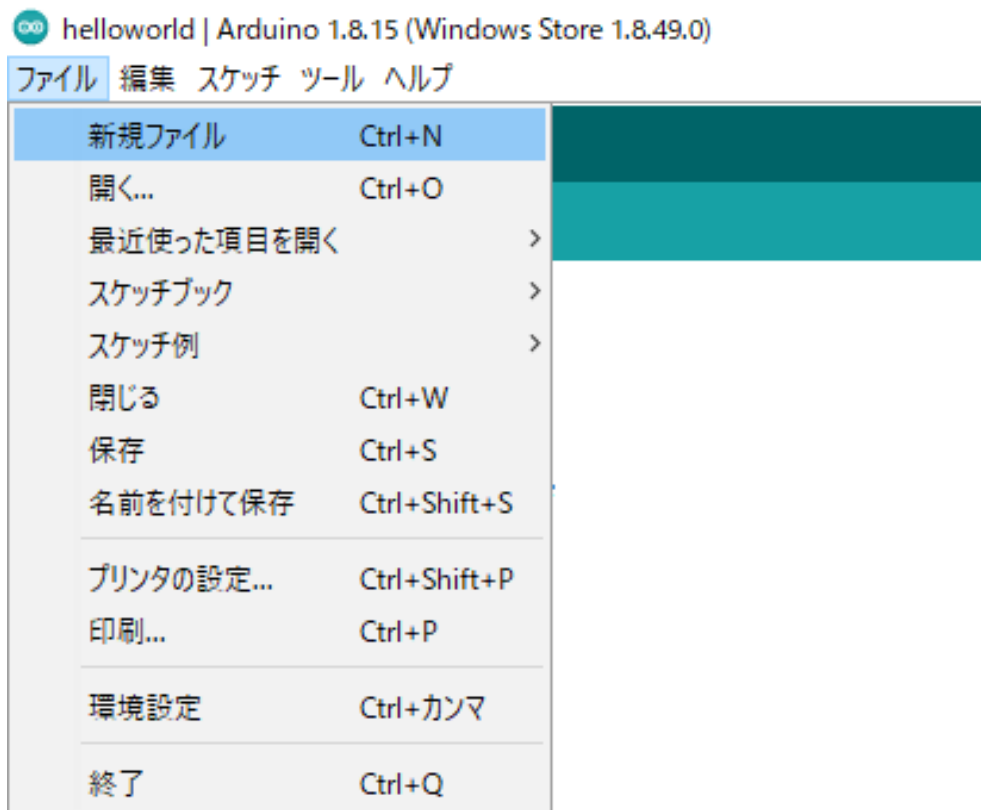 helloworld | Arduino 1.8.15 (Windows Store 1.8.49.0)
ファイル 編集 スケッチ ツール ヘルプ
新規ファイル Ctrl+N
開く... Ctrl+O
最近使った項目を開く
スケッチブック
スケッチ例
閉じる Ctrl+W
保存 Ctrl+S
名前を付けて保存 Ctrl+Shift+S
プリンタの設定... Ctrl+Shift+P
印刷... Ctrl+P
環境設定 Ctrl+カンマ
終了 Ctrl+Q